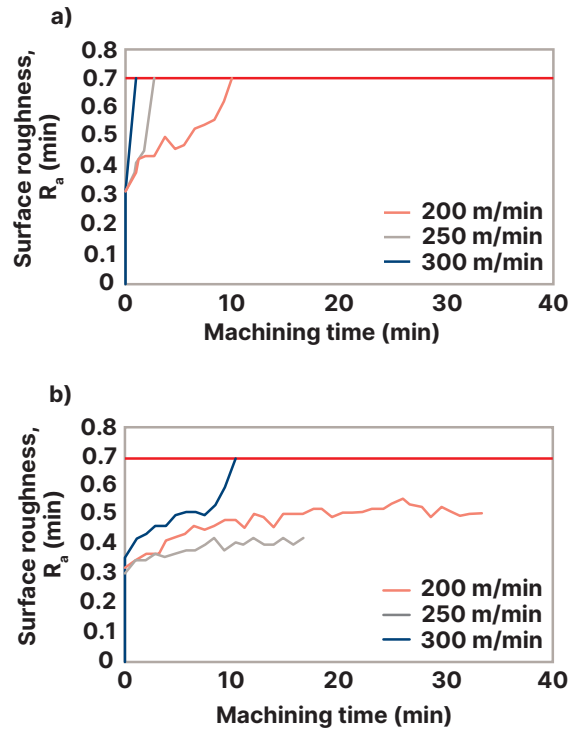 a)
Surface roughness,
Rₐ (min)
0.8
0.7
0.6
0.5
0.4
0.3
0.2
0.1
0
200 m/min
250 m/min
300 m/min
0 10 20 30 40
Machining time (min)
b)
Surface roughness,
Rₐ (min)
0.8
0.7
0.6
0.5
0.4
0.3
0.2
0.1
0
200 m/min
250 m/min
300 m/min
0 10 20 30 40
Machining time (min)